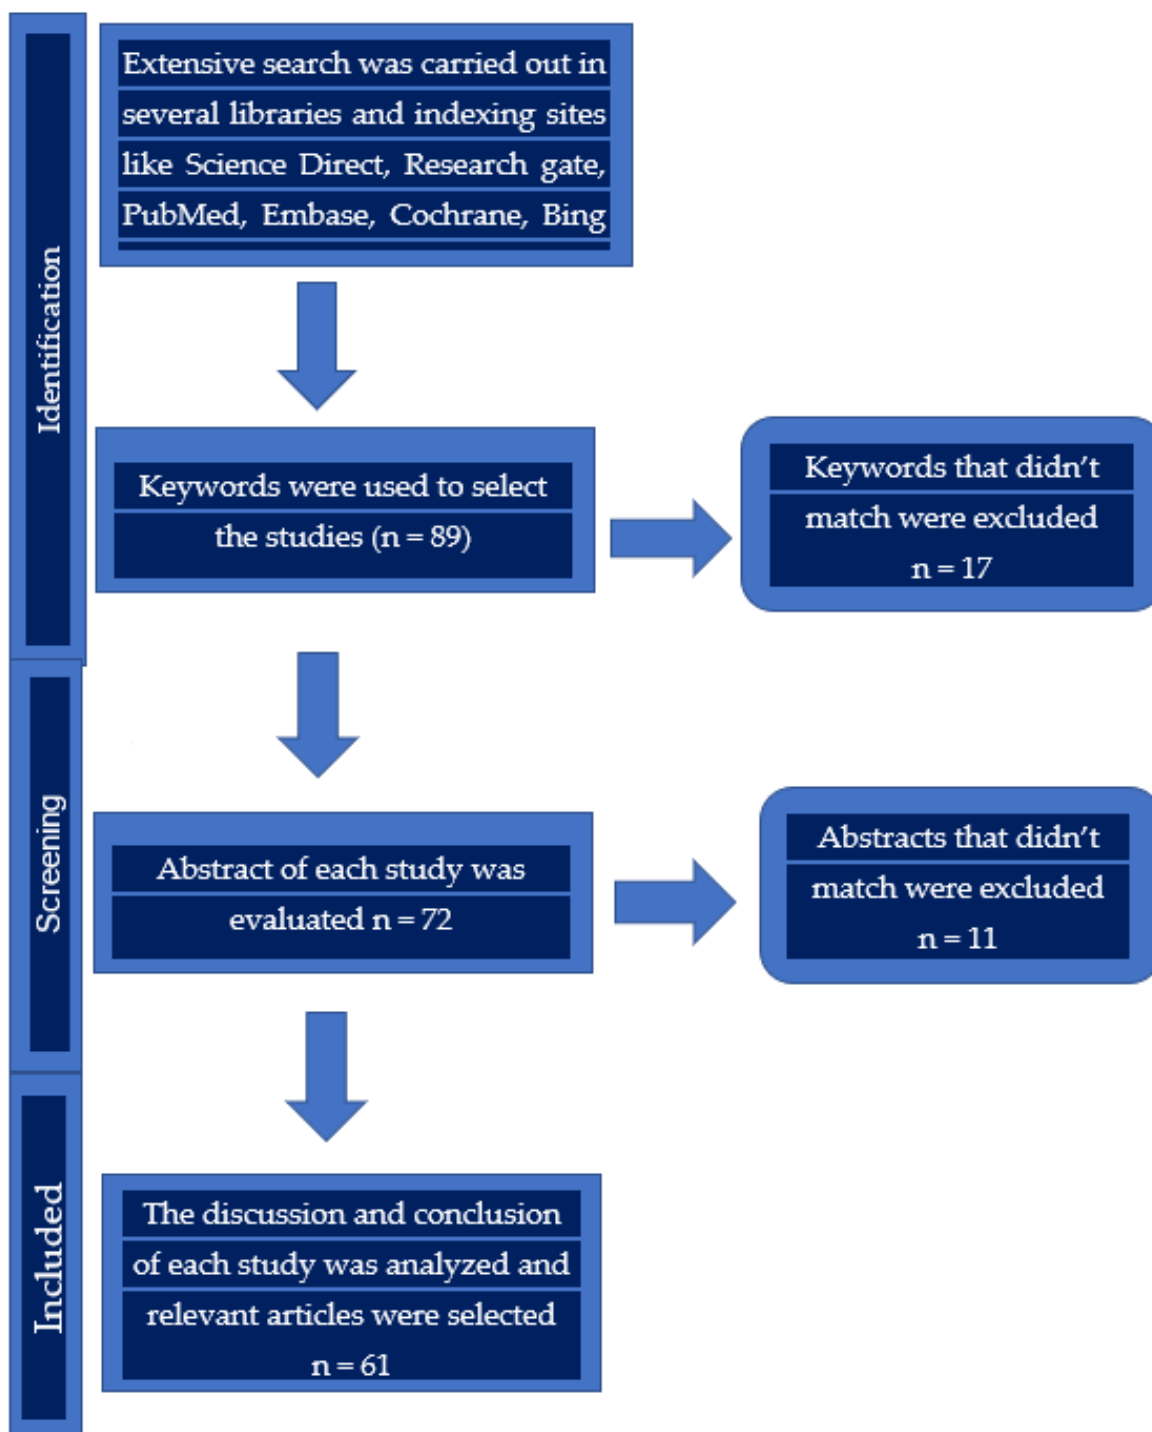 Identification
Extensive search was carried out in
several libraries and indexing sites
like Science Direct, Research gate,
PubMed, Embase, Cochrane, Bing
Keywords were used to select
the studies (n = 89)
Keywords that didn't
match were excluded
n = 17
Screening
Abstract of each study was
evaluated n = 72
Abstracts that didn't
match were excluded
n = 11
Included
The discussion and conclusion
of each study was analyzed and
relevant articles were selected
n = 61